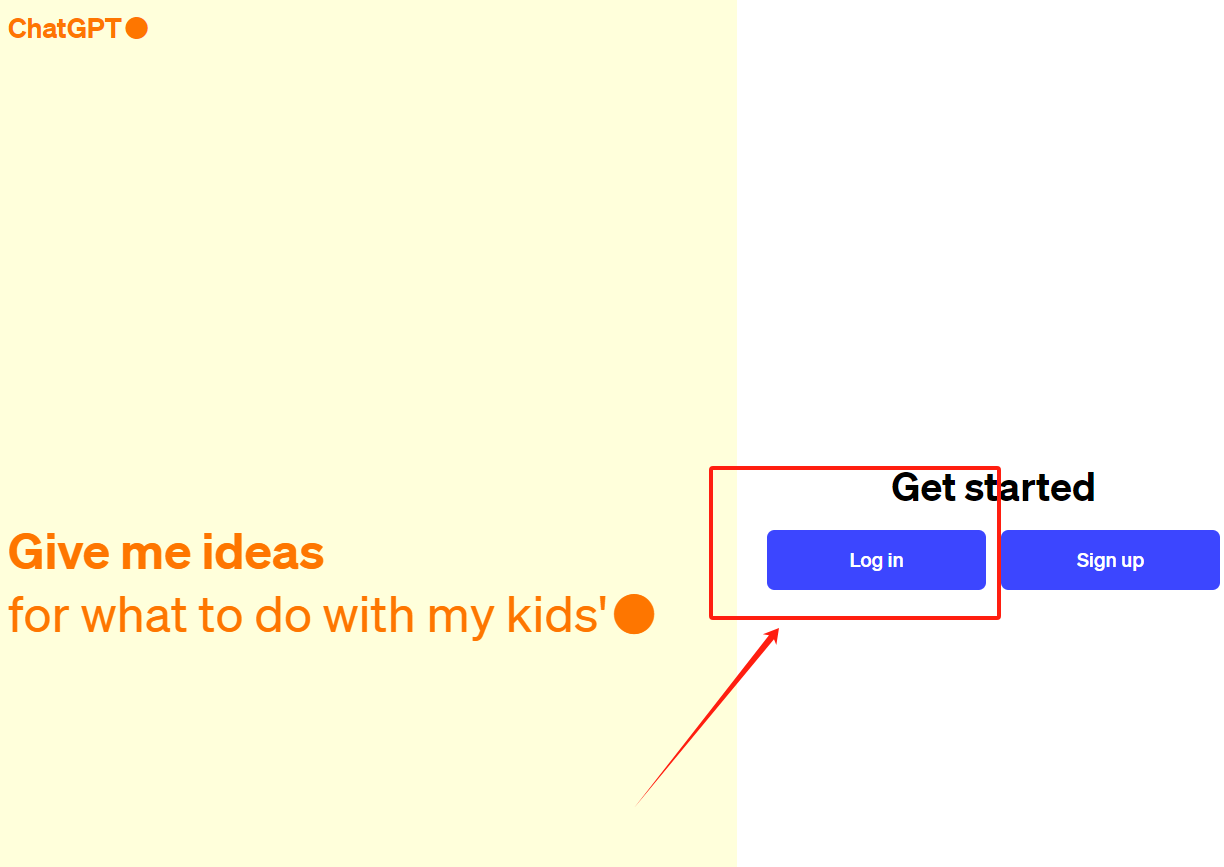 ChatGPT
Give me ideas
for what to do with my kids'
Get started
Log in
Sign up